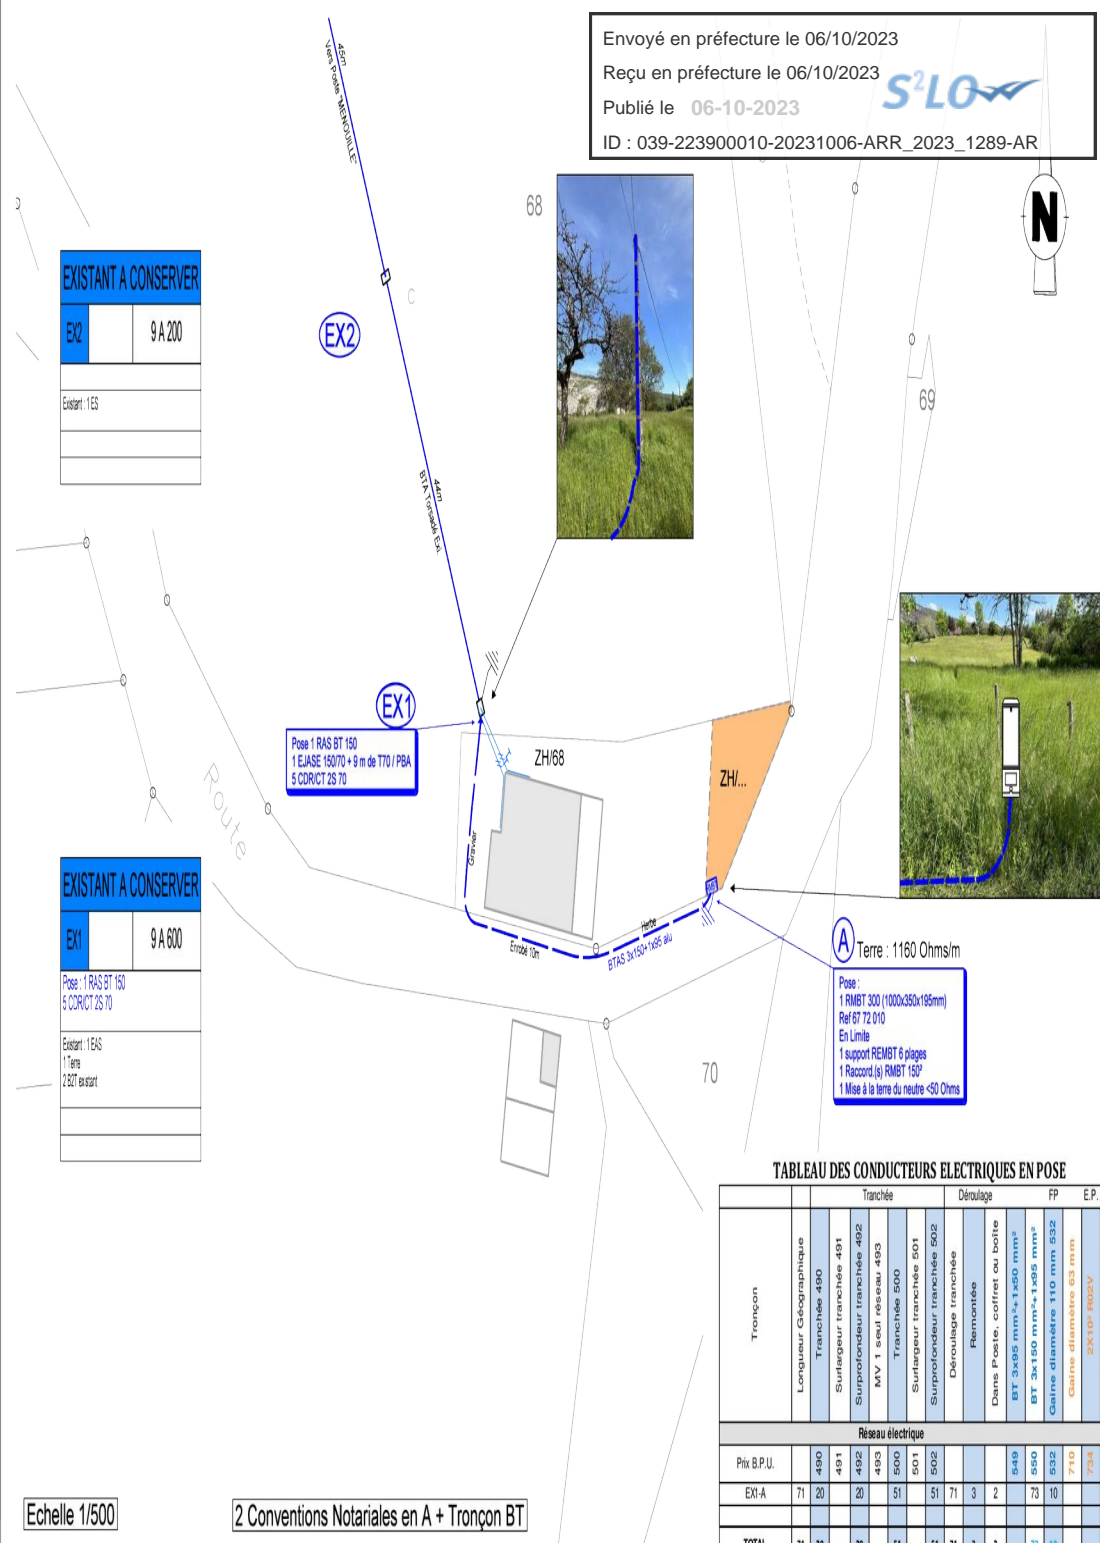 Envoyé en préfecture le 06/10/2023
Reçu en préfecture le 06/10/2023
S²LO
Publié le 06-10-2023
ID : 039-223900010-20231006-ARR_2023_1289-AR
N
45m
Vers Poste "MENOUILLE"
68
C
EX2
69
EXISTANT A CONSERVER
EX2 9 A 200
Existant : 1 ES
44m
BTA Torsadé Exi.
EX1
Pose 1 RAS BT 150
1 EJASE 150/70 + 9 m de T70 / PBA
5 CDR/CT 2S 70
ZH/68
ZH/...
Route
Gravier
Enrobé 10m
Herbe
BTAS 3x150+1x95 alu
RMBT
EXISTANT A CONSERVER
EX1 9 A 600
Pose : 1 RAS BT 150
5 CDR/CT 2S 70
Existant : 1 EAS
1 Terre
2 B2T existant
A Terre : 1160 Ohms/m
Pose :
1 RMBT 300 (1000x350x195mm)
Ref 67 72 010
En Limite
1 support REMBT 6 plages
1 Raccord.(s) RMBT 150²
1 Mise à la terre du neutre <50 Ohms
70
TABLEAU DES CONDUCTEURS ELECTRIQUES EN POSE
Tranchée Déroulage FP E.P.
Tronçon
Longueur Géographique
Tranchée 490
Surlargeur tranchée 491
Surprofondeur tranchée 492
MV 1 seul réseau 493
Tranchée 500
Surlargeur tranchée 501
Surprofondeur tranchée 502
Déroulage tranchée
Remontée
Dans Poste, coffret ou boîte
BT 3x95 mm²+1x50 mm²
BT 3x150 mm²+1x95 mm²
Gaine diamètre 110 mm 532
Gaine diamètre 63 mm
2X10² R02V
Réseau électrique
Prix B.P.U. 490 491 492 493 500 501 502 549 550 532 710 734
EX1-A 71 20 20 51 51 71 3 2 73 10
TOTAL
Echelle 1/500
2 Conventions Notariales en A + Tronçon BT